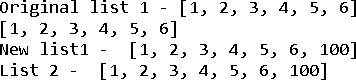 Original list 1 - [1, 2, 3, 4, 5, 6]
[1, 2, 3, 4, 5, 6]
New list1 -  [1, 2, 3, 4, 5, 6, 100]
List 2 -  [1, 2, 3, 4, 5, 6, 100]